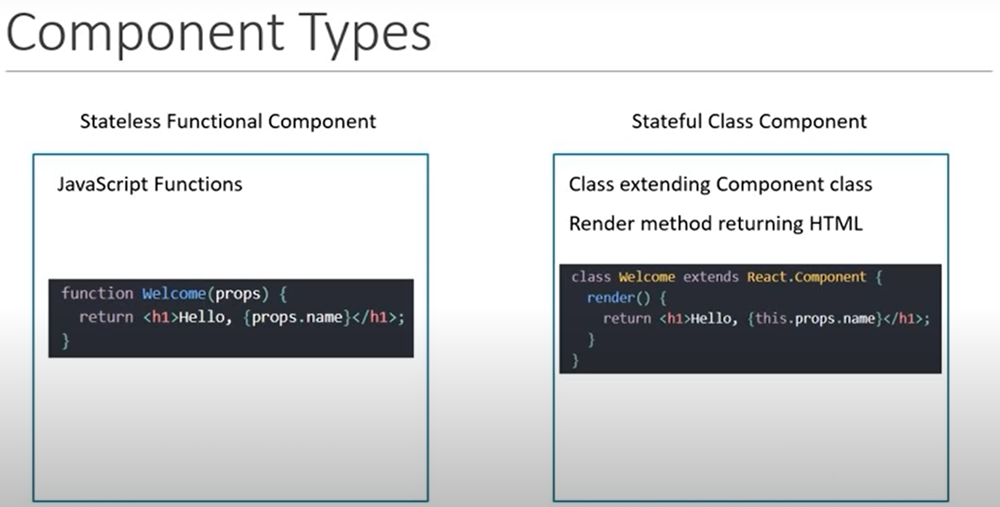 Component Types
Stateless Functional Component
JavaScript Functions
function Welcome(props) {
  return <h1>Hello, {props.name}</h1>;
}
Stateful Class Component
Class extending Component class
Render method returning HTML
class Welcome extends React.Component {
  render() {
    return <h1>Hello, {this.props.name}</h1>;
  }
}